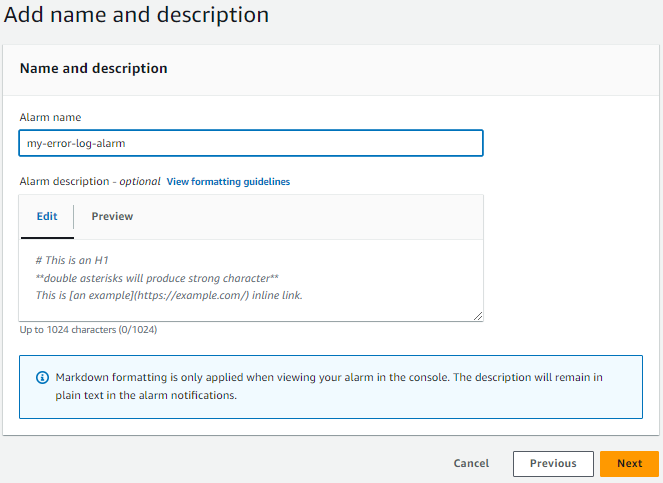 Add name and description
Name and description
Alarm name
my-error-log-alarm
Alarm description - optional View formatting guidelines
Edit Preview
# This is an H1
**double asterisks will produce strong character**
This is [an example](https://example.com/) inline link.
Up to 1024 characters (0/1024)
Markdown formatting is only applied when viewing your alarm in the console. The description will remain in
plain text in the alarm notifications.
Cancel Previous Next